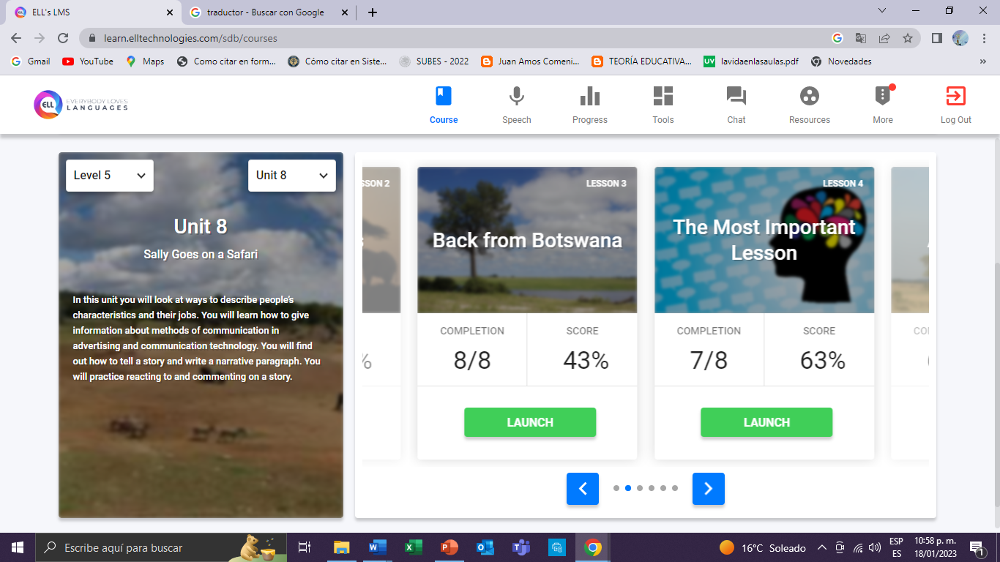 ELL's LMS
traductor - Buscar con Google
learn.elltechnologies.com/sdb/courses
Gmail
YouTube
Maps
Como citar en form...
Cómo citar en Siste...
SUBES - 2022
Juan Amos Comeni...
TEORÍA EDUCATIVA...
UV
lavidaenlasaulas.pdf
Novedades
»
ELL
EVERYBODY LOVES
LANGUAGES
Course
Speech
Progress
Tools
Chat
Resources
More
Log Out
Level 5
Unit 8
Unit 8
Sally Goes on a Safari
In this unit you will look at ways to describe people's
characteristics and their jobs. You will learn how to give
information about methods of communication in
advertising and communication technology. You will find
out how to tell a story and write a narrative paragraph. You
will practice reacting to and commenting on a story.
SSON 2
s
%
LESSON 3
Back from Botswana
COMPLETION
SCORE
8/8
43%
LAUNCH
LESSON 4
The Most Important
Lesson
COMPLETION
SCORE
7/8
63%
LAUNCH
Escribe aquí para buscar
16°C Soleado
ESP
ES
10:58 p. m.
18/01/2023
1